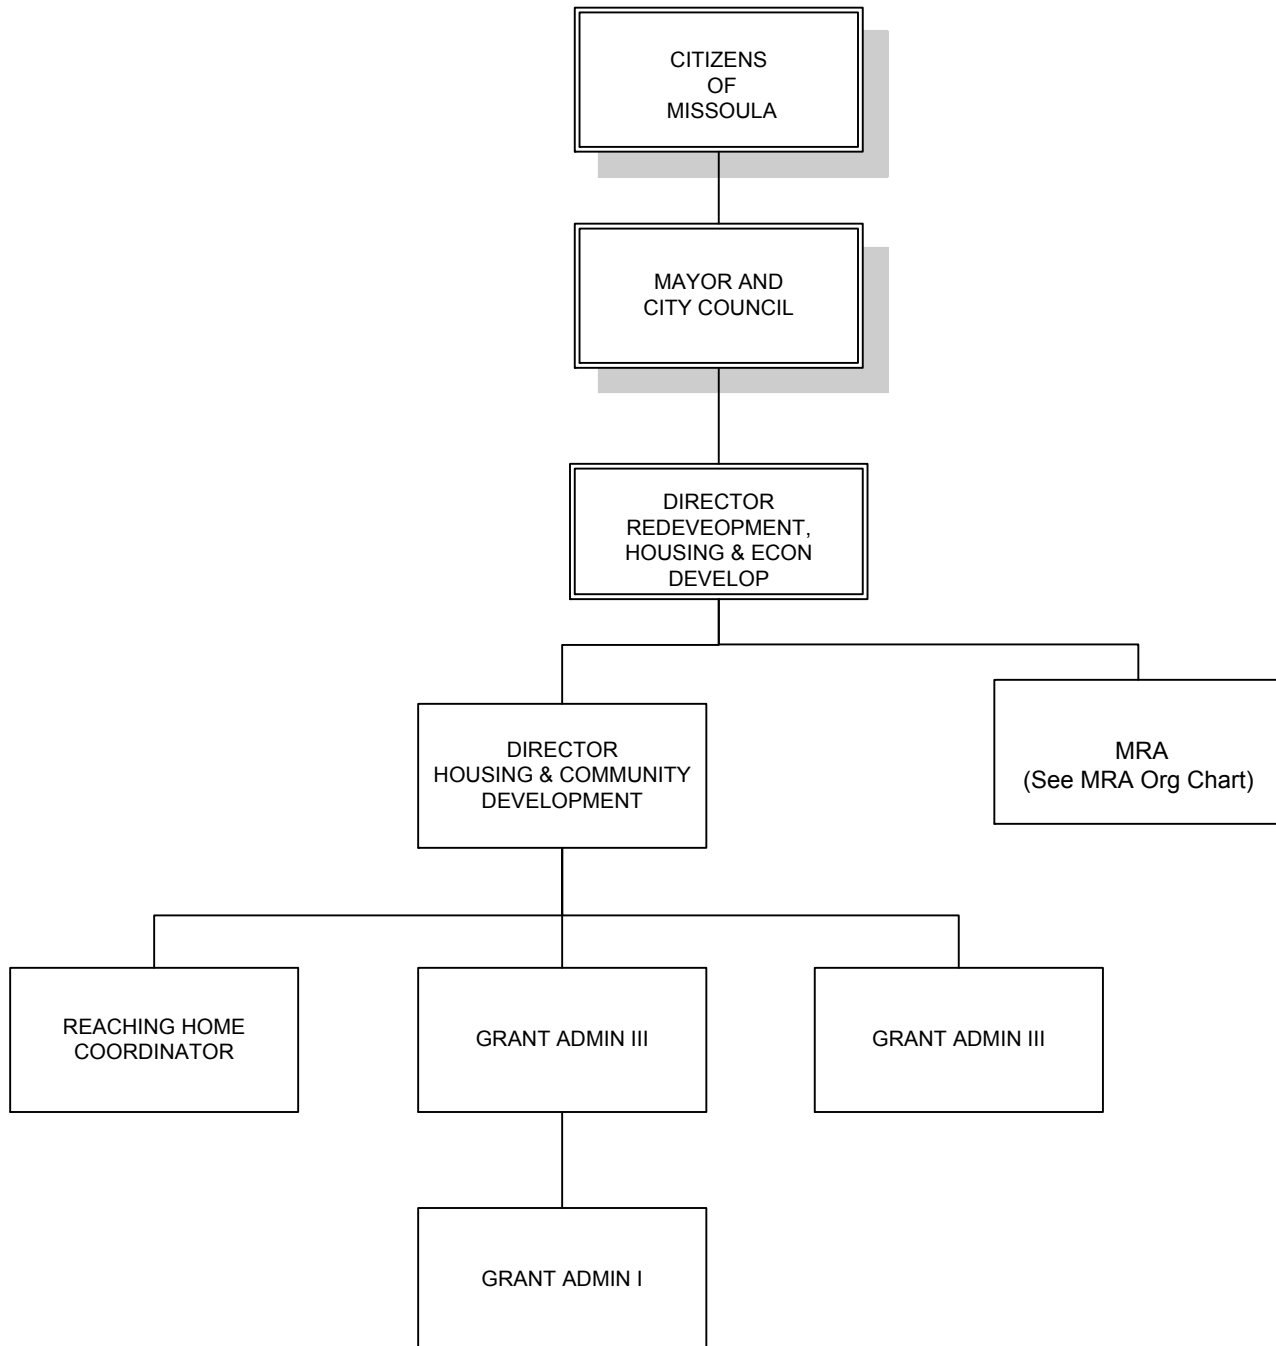 CITIZENS
OF
MISSOULA
MAYOR AND
CITY COUNCIL
DIRECTOR
REDEVEOPMENT,
HOUSING & ECON
DEVELOP
DIRECTOR
HOUSING & COMMUNITY
DEVELOPMENT
MRA
(See MRA Org Chart)
REACHING HOME
COORDINATOR
GRANT ADMIN III
GRANT ADMIN III
GRANT ADMIN I